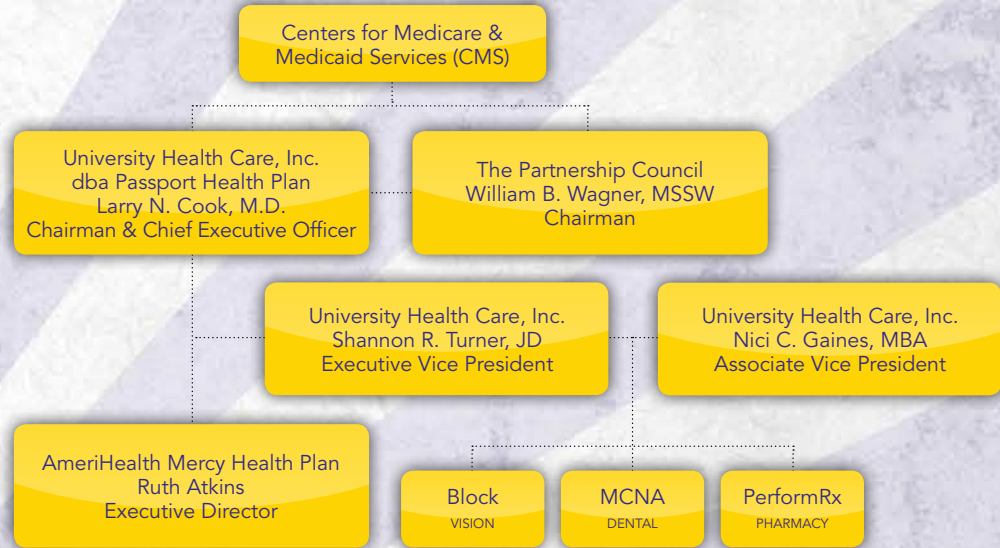 Centers for Medicare &
Medicaid Services (CMS)
University Health Care, Inc.
dba Passport Health Plan
Larry N. Cook, M.D.
Chairman & Chief Executive Officer
The Partnership Council
William B. Wagner, MSSW
Chairman
University Health Care, Inc.
Shannon R. Turner, JD
Executive Vice President
University Health Care, Inc.
Nici C. Gaines, MBA
Associate Vice President
AmeriHealth Mercy Health Plan
Ruth Atkins
Executive Director
Block
VISION
MCNA
DENTAL
PerformRx
PHARMACY